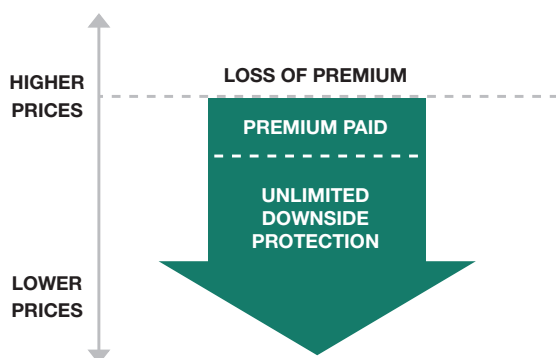 HIGHER
PRICES
LOSS OF PREMIUM
PREMIUM PAID
UNLIMITED
DOWNSIDE
PROTECTION
LOWER
PRICES